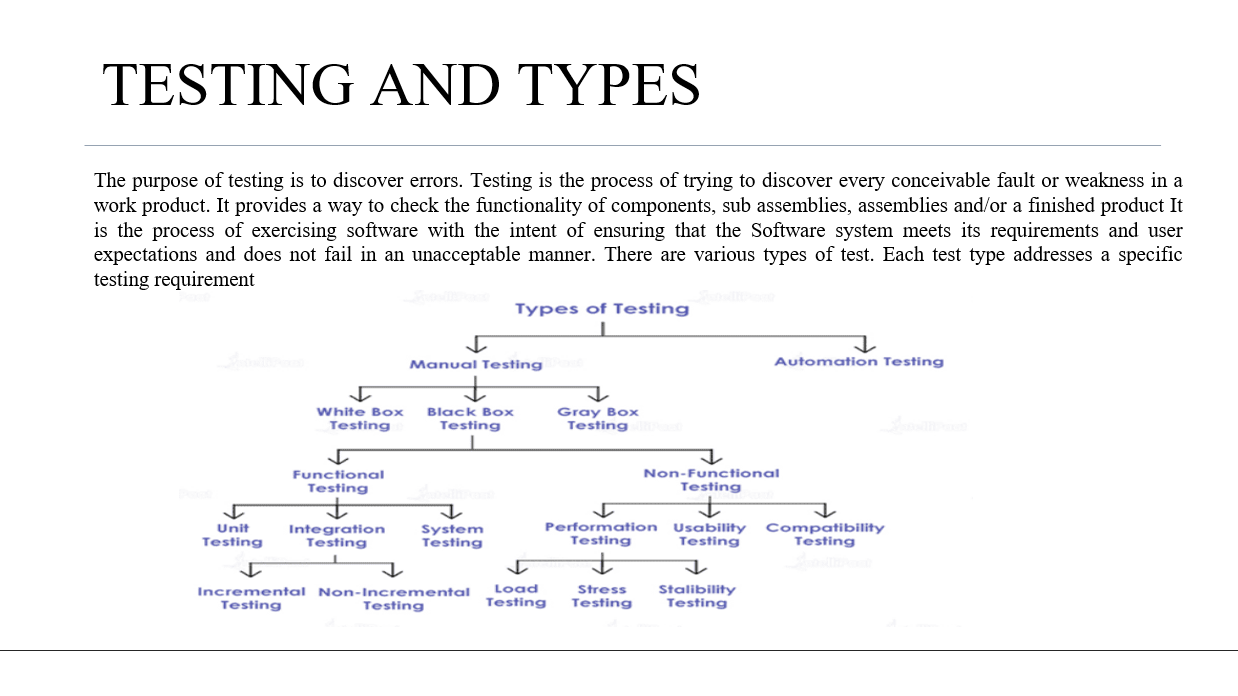 TESTING AND TYPES
The purpose of testing is to discover errors. Testing is the process of trying to discover every conceivable fault or weakness in a
work product. It provides a way to check the functionality of components, sub assemblies, assemblies and/or a finished product It
is the process of exercising software with the intent of ensuring that the Software system meets its requirements and user
expectations and does not fail in an unacceptable manner. There are various types of test. Each test type addresses a specific
testing requirement
Types of Testing
Manual Testing
Automation Testing
White Box
Testing
Black Box
Testing
Gray Box
Testing
Functional
Testing
Non-Functional
Testing
Unit
Testing
Integration
Testing
System
Testing
Performation
Testing
Usability
Testing
Compatibility
Testing
Incremental
Testing
Non-Incremental
Testing
Load
Testing
Stress
Testing
Stalibility
Testing